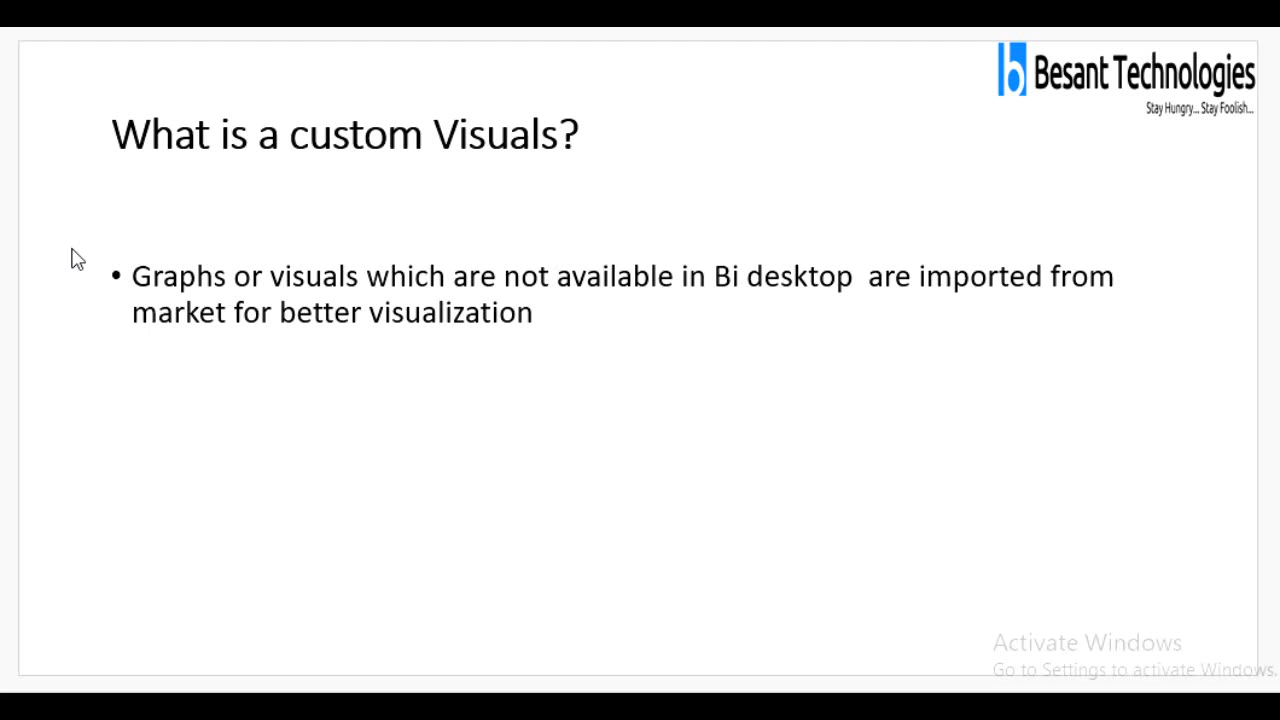 b Besant Technologies
Stay Hungry... Stay Foolish...
What is a custom Visuals?
• Graphs or visuals which are not available in Bi desktop  are imported from
market for better visualization
Activate Windows
Go to Settings to activate Windows.